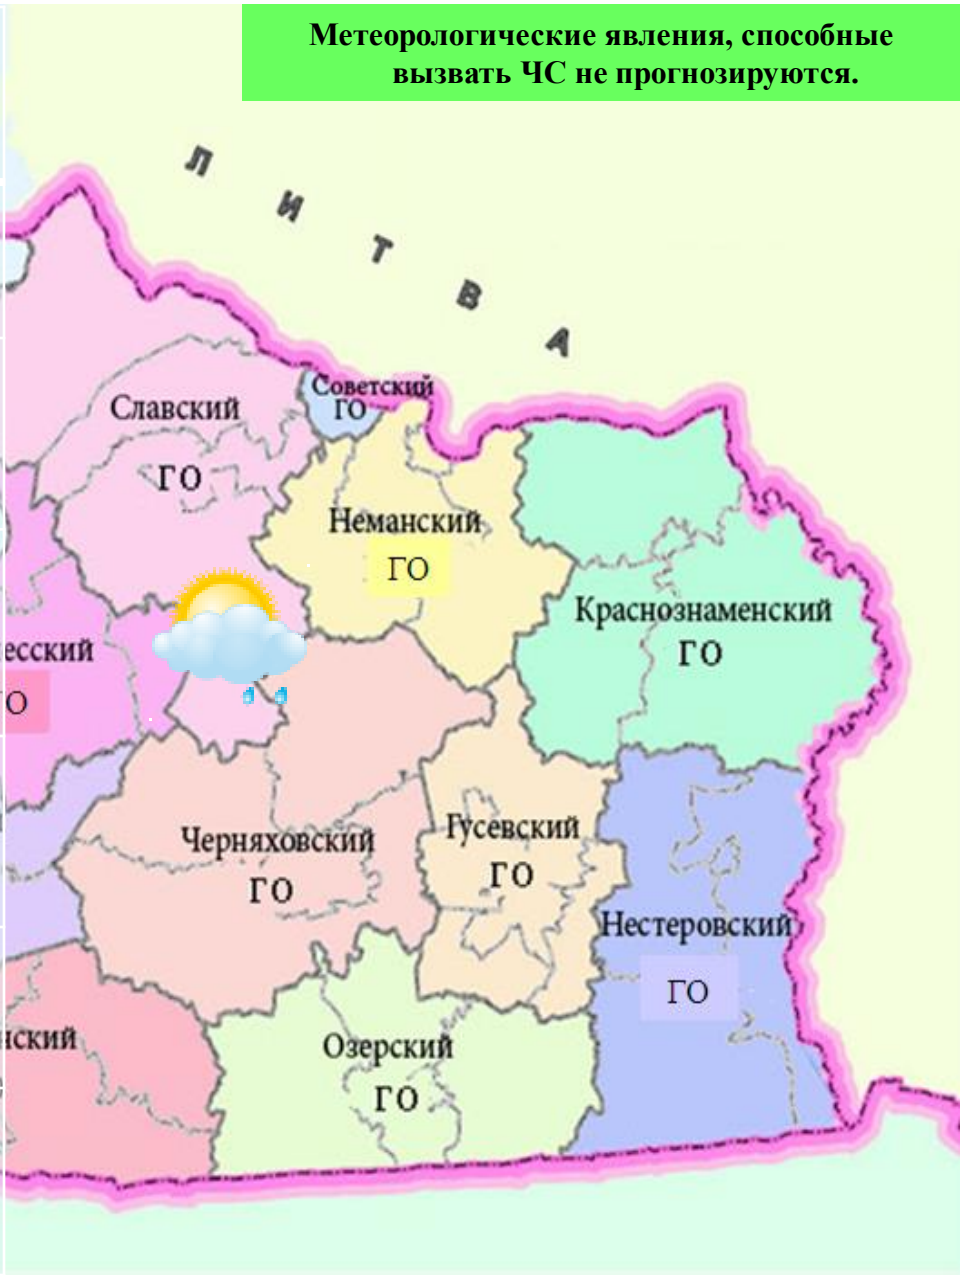 Метеорологические явления, способные
вызвать ЧС не прогнозируются.
ЛИТВА
Советский
ГО
Славский
ГО
Неманский
ГО
Краснознаменский
ГО
есский
О
Гусевский
ГО
Черняховский
ГО
Нестеровский
ГО
нский
Озерский
ГО